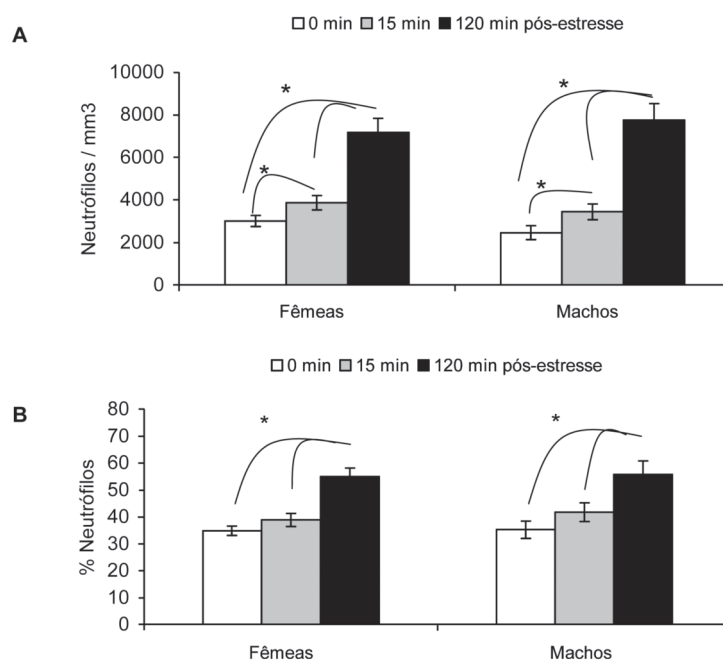 A
0 min 15 min 120 min pós-estresse
Neutrófilos / mm3
10000
8000
6000
4000
2000
0
* * * *
Fêmeas Machos
B
0 min 15 min 120 min pós-estresse
% Neutrófilos
80
70
60
50
40
30
20
10
0
* *
Fêmeas Machos